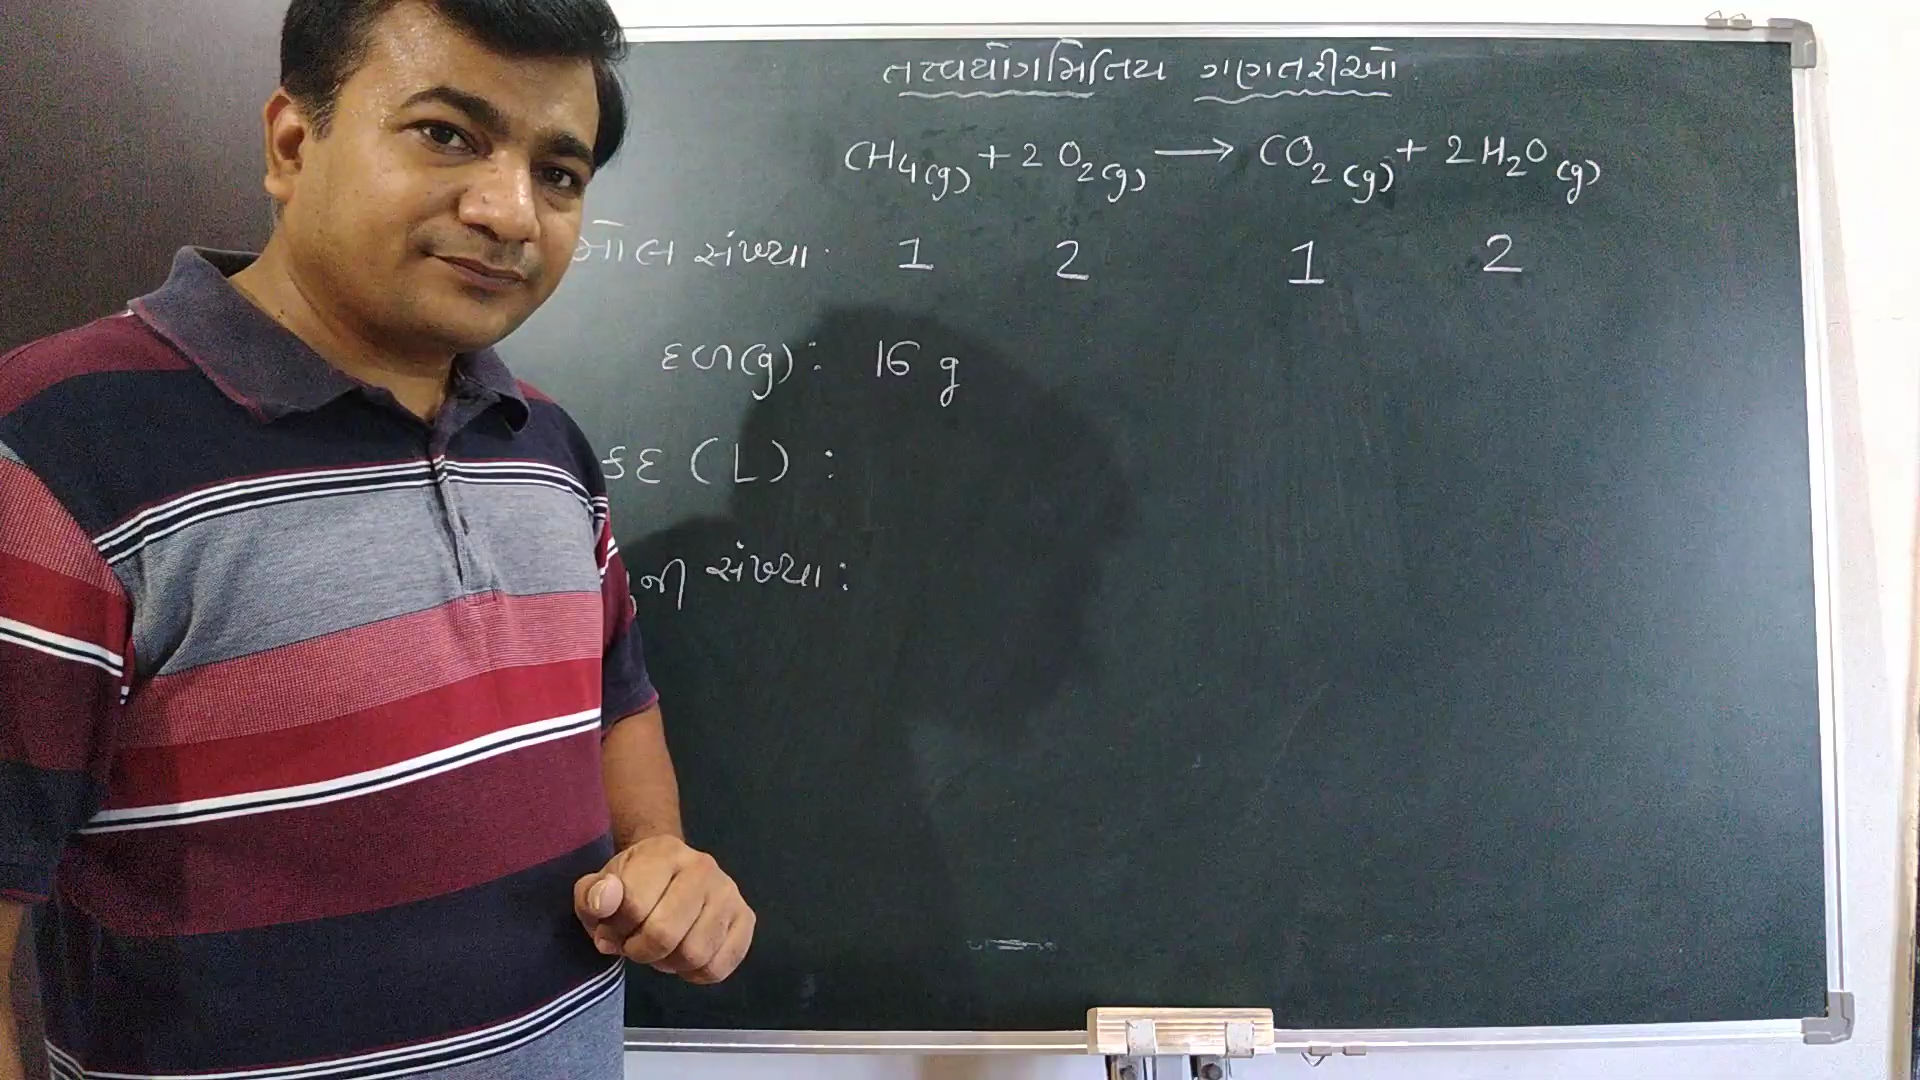 તત્ત્વયોગમિતિય ગણતરીઓ
CH₄(g) + 2 O₂(g) ⟶ CO₂(g) + 2 H₂O(g)
મોલ સંખ્યા: 1 2 1 2
દળ(g): 16 g
કદ (L) :
સંખ્યા: